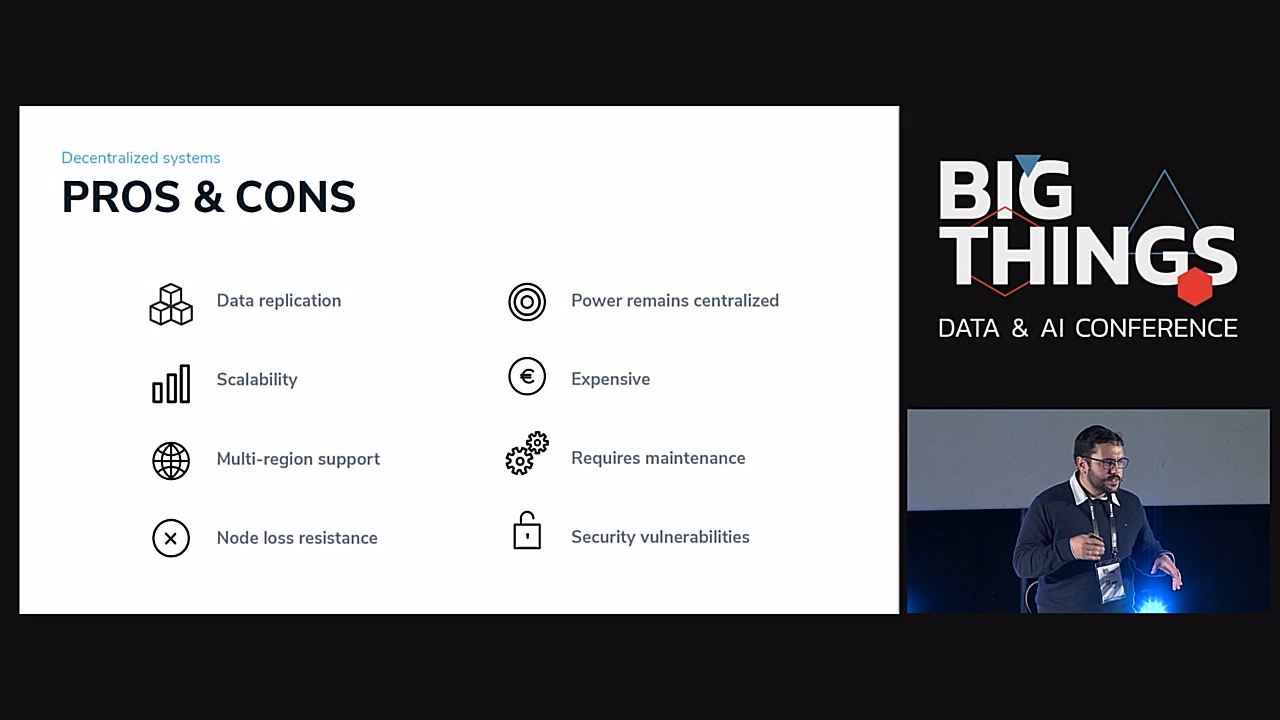 Decentralized systems
PROS & CONS
Data replication
Scalability
Multi-region support
Node loss resistance
Power remains centralized
€
Expensive
Requires maintenance
Security vulnerabilities
BIG
THINGS
DATA & AI CONFERENCE